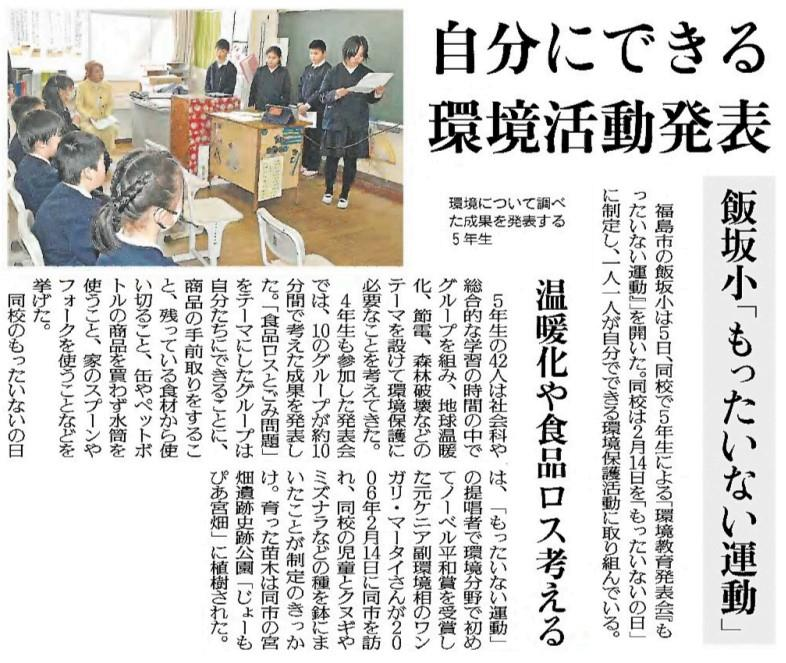 自分にできる
環境活動発表
飯坂小「もったいない運動」
環境について調べ
た成果を発表する
５年生
福島市の飯坂小は５日、同校で５年生による「環境教育発表会『も
ったいない運動』」を開いた。同校は２月14日を「もったいないの日」
に制定し、一人一人が自分でできる環境保護活動に取り組んでいる。
温暖化や食品ロス考える
５年生の42人は社会科や
総合的な学習の時間の中で
グループを組み、地球温暖
化、節電、森林破壊などの
テーマを設けて環境保護に
必要なことを考えてきた。
４年生も参加した発表会
では、10のグループが約10
分間で考えた成果を発表し
た。「食品ロスとごみ問題」
をテーマにしたグループは
自分たちにできることに、
商品の手前取りをするこ
と、残っている食材から使
い切ること、缶やペットボ
トルの商品を買わず水筒を
使うこと、家のスプーンや
フォークを使うことなどを
挙げた。
同校のもったいないの日
は、「もったいない運動」
の提唱者で環境分野で初め
てノーベル平和賞を受賞し
た元ケニア副環境相のワン
ガリ・マータイさんが２０
０６年２月14日に同市を訪
れ、同校の児童とクヌギや
ミズナラなどの種を鉢にま
いたことが制定のきっか
け。育った苗木は同市の宮
畑遺跡史跡公園「じょーも
ぴあ宮畑」に植樹された。